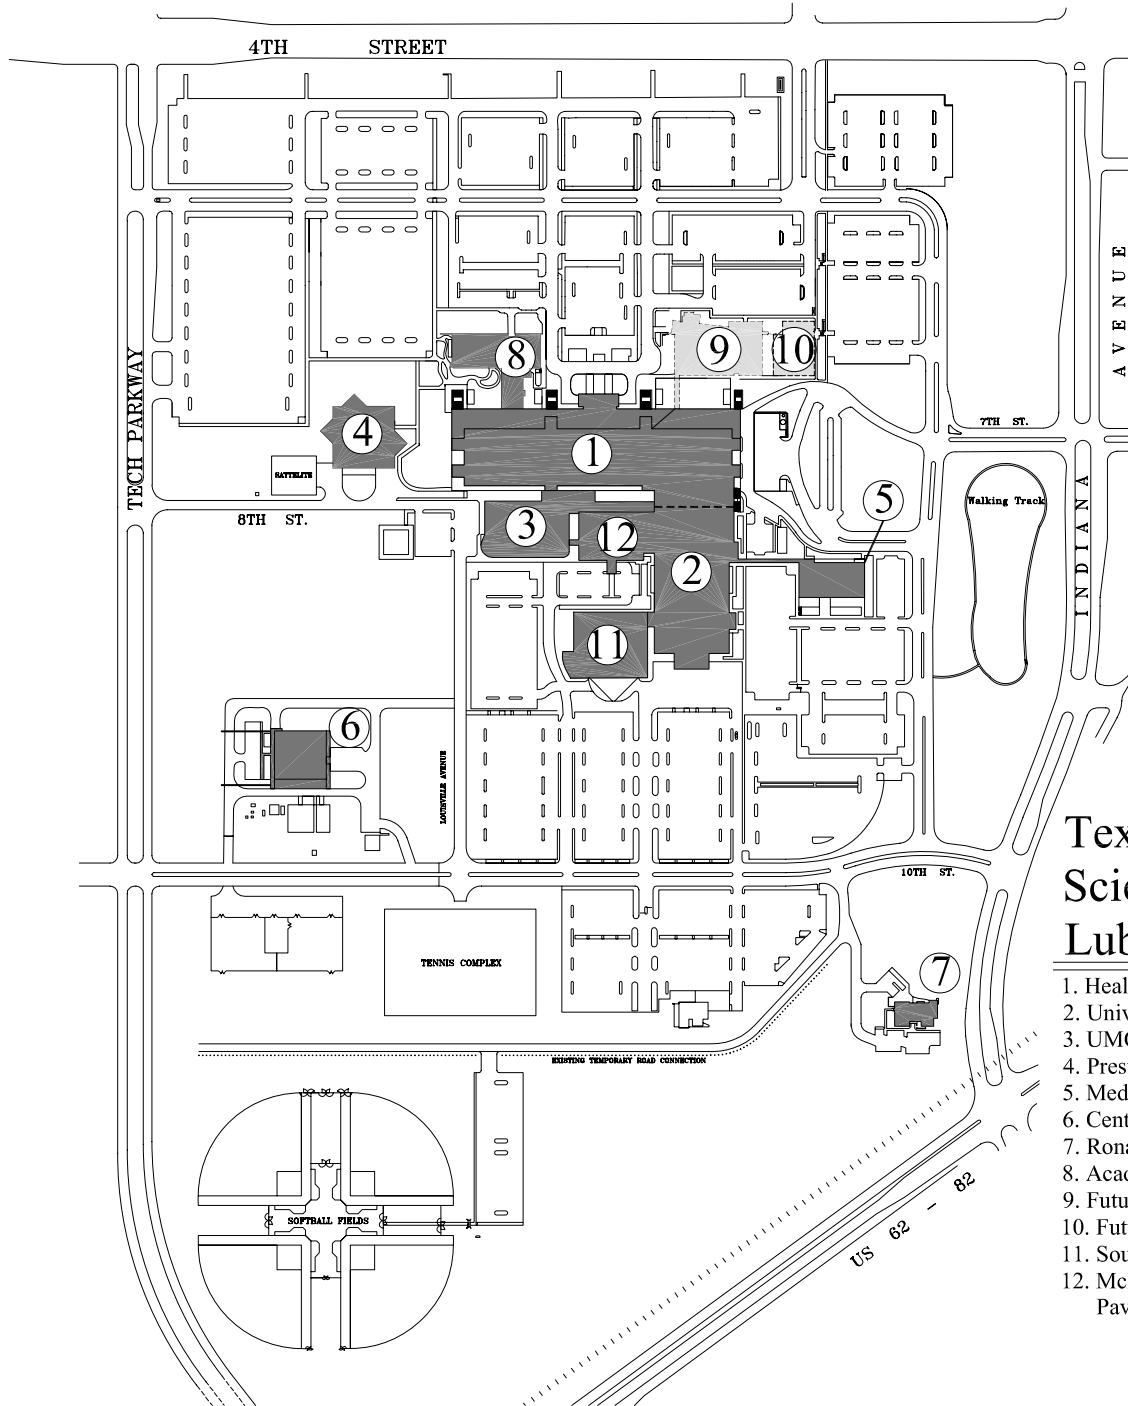 4TH STREET
AVENUE
8
9
10
TECH PARKWAY
4
1
7TH ST.
SATTELITE
5
Walking Track
8TH ST.
3
12
2
INDIANA
11
6
LOUISVILLE AVENUE
10TH ST.
TENNIS COMPLEX
7
EXISTING TEMPORARY ROAD CONNECTION
SOFTBALL FIELDS
US 62 - 82
Tex
Scie
Lub
1. Heal
2. Univ
3. UMC
4. Pres
5. Med
6. Cent
7. Rona
8. Acad
9. Futu
10. Fut
11. Sou
12. Mc
Pav